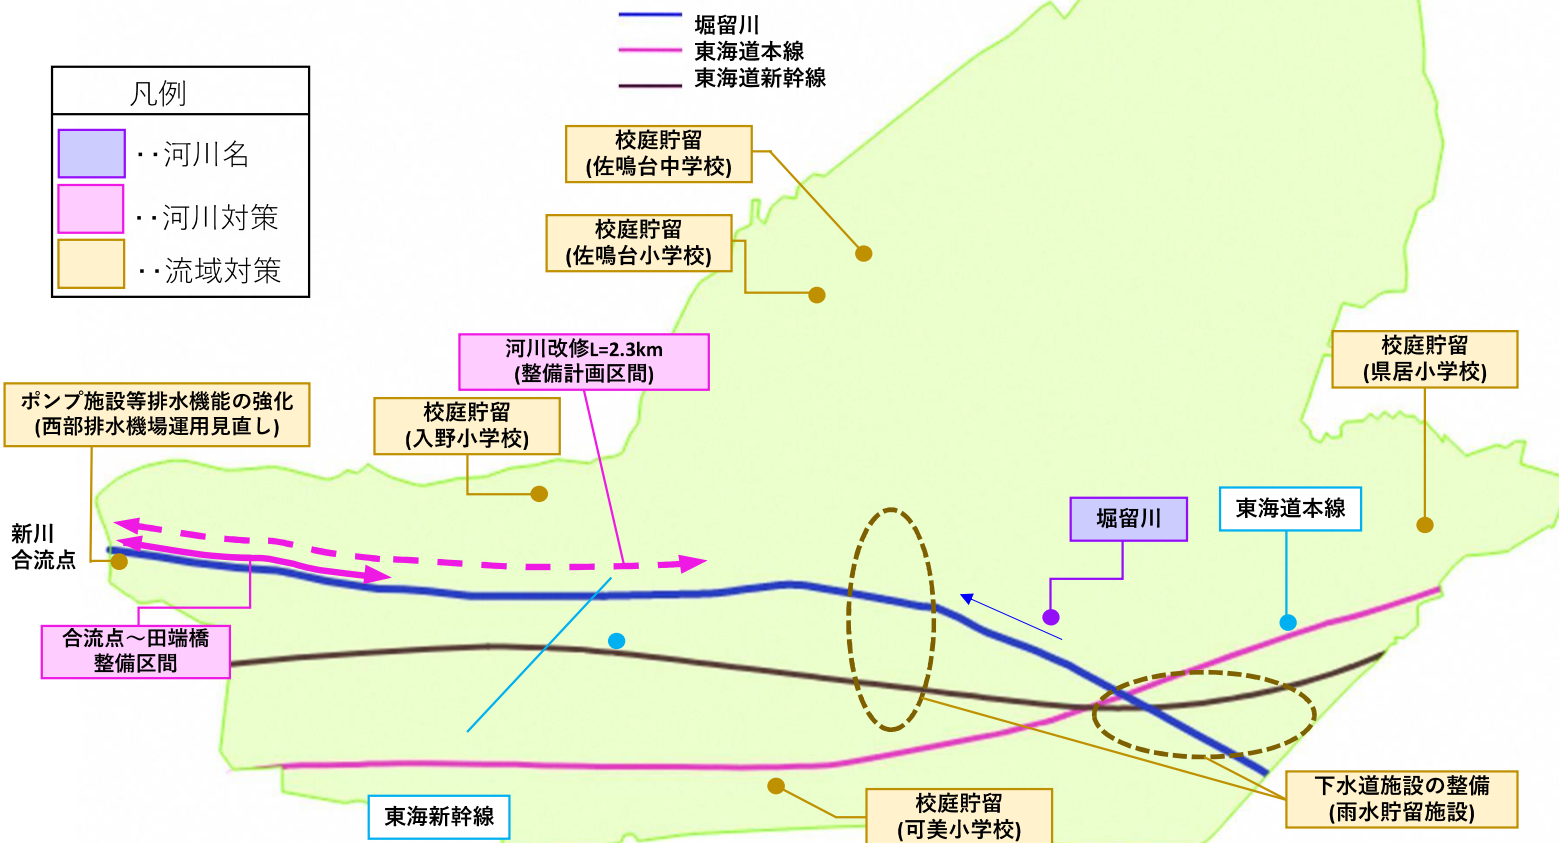 堀留川
東海道本線
東海道新幹線
凡例
‥河川名
‥河川対策
‥流域対策
校庭貯留
(佐鳴台中学校)
校庭貯留
(佐鳴台小学校)
河川改修L=2.3km
(整備計画区間)
校庭貯留
(県居小学校)
ポンプ施設等排水機能の強化
(西部排水機場運用見直し)
校庭貯留
(入野小学校)
堀留川
東海道本線
新川
合流点
合流点～田端橋
整備区間
下水道施設の整備
(雨水貯留施設)
東海新幹線
校庭貯留
(可美小学校)